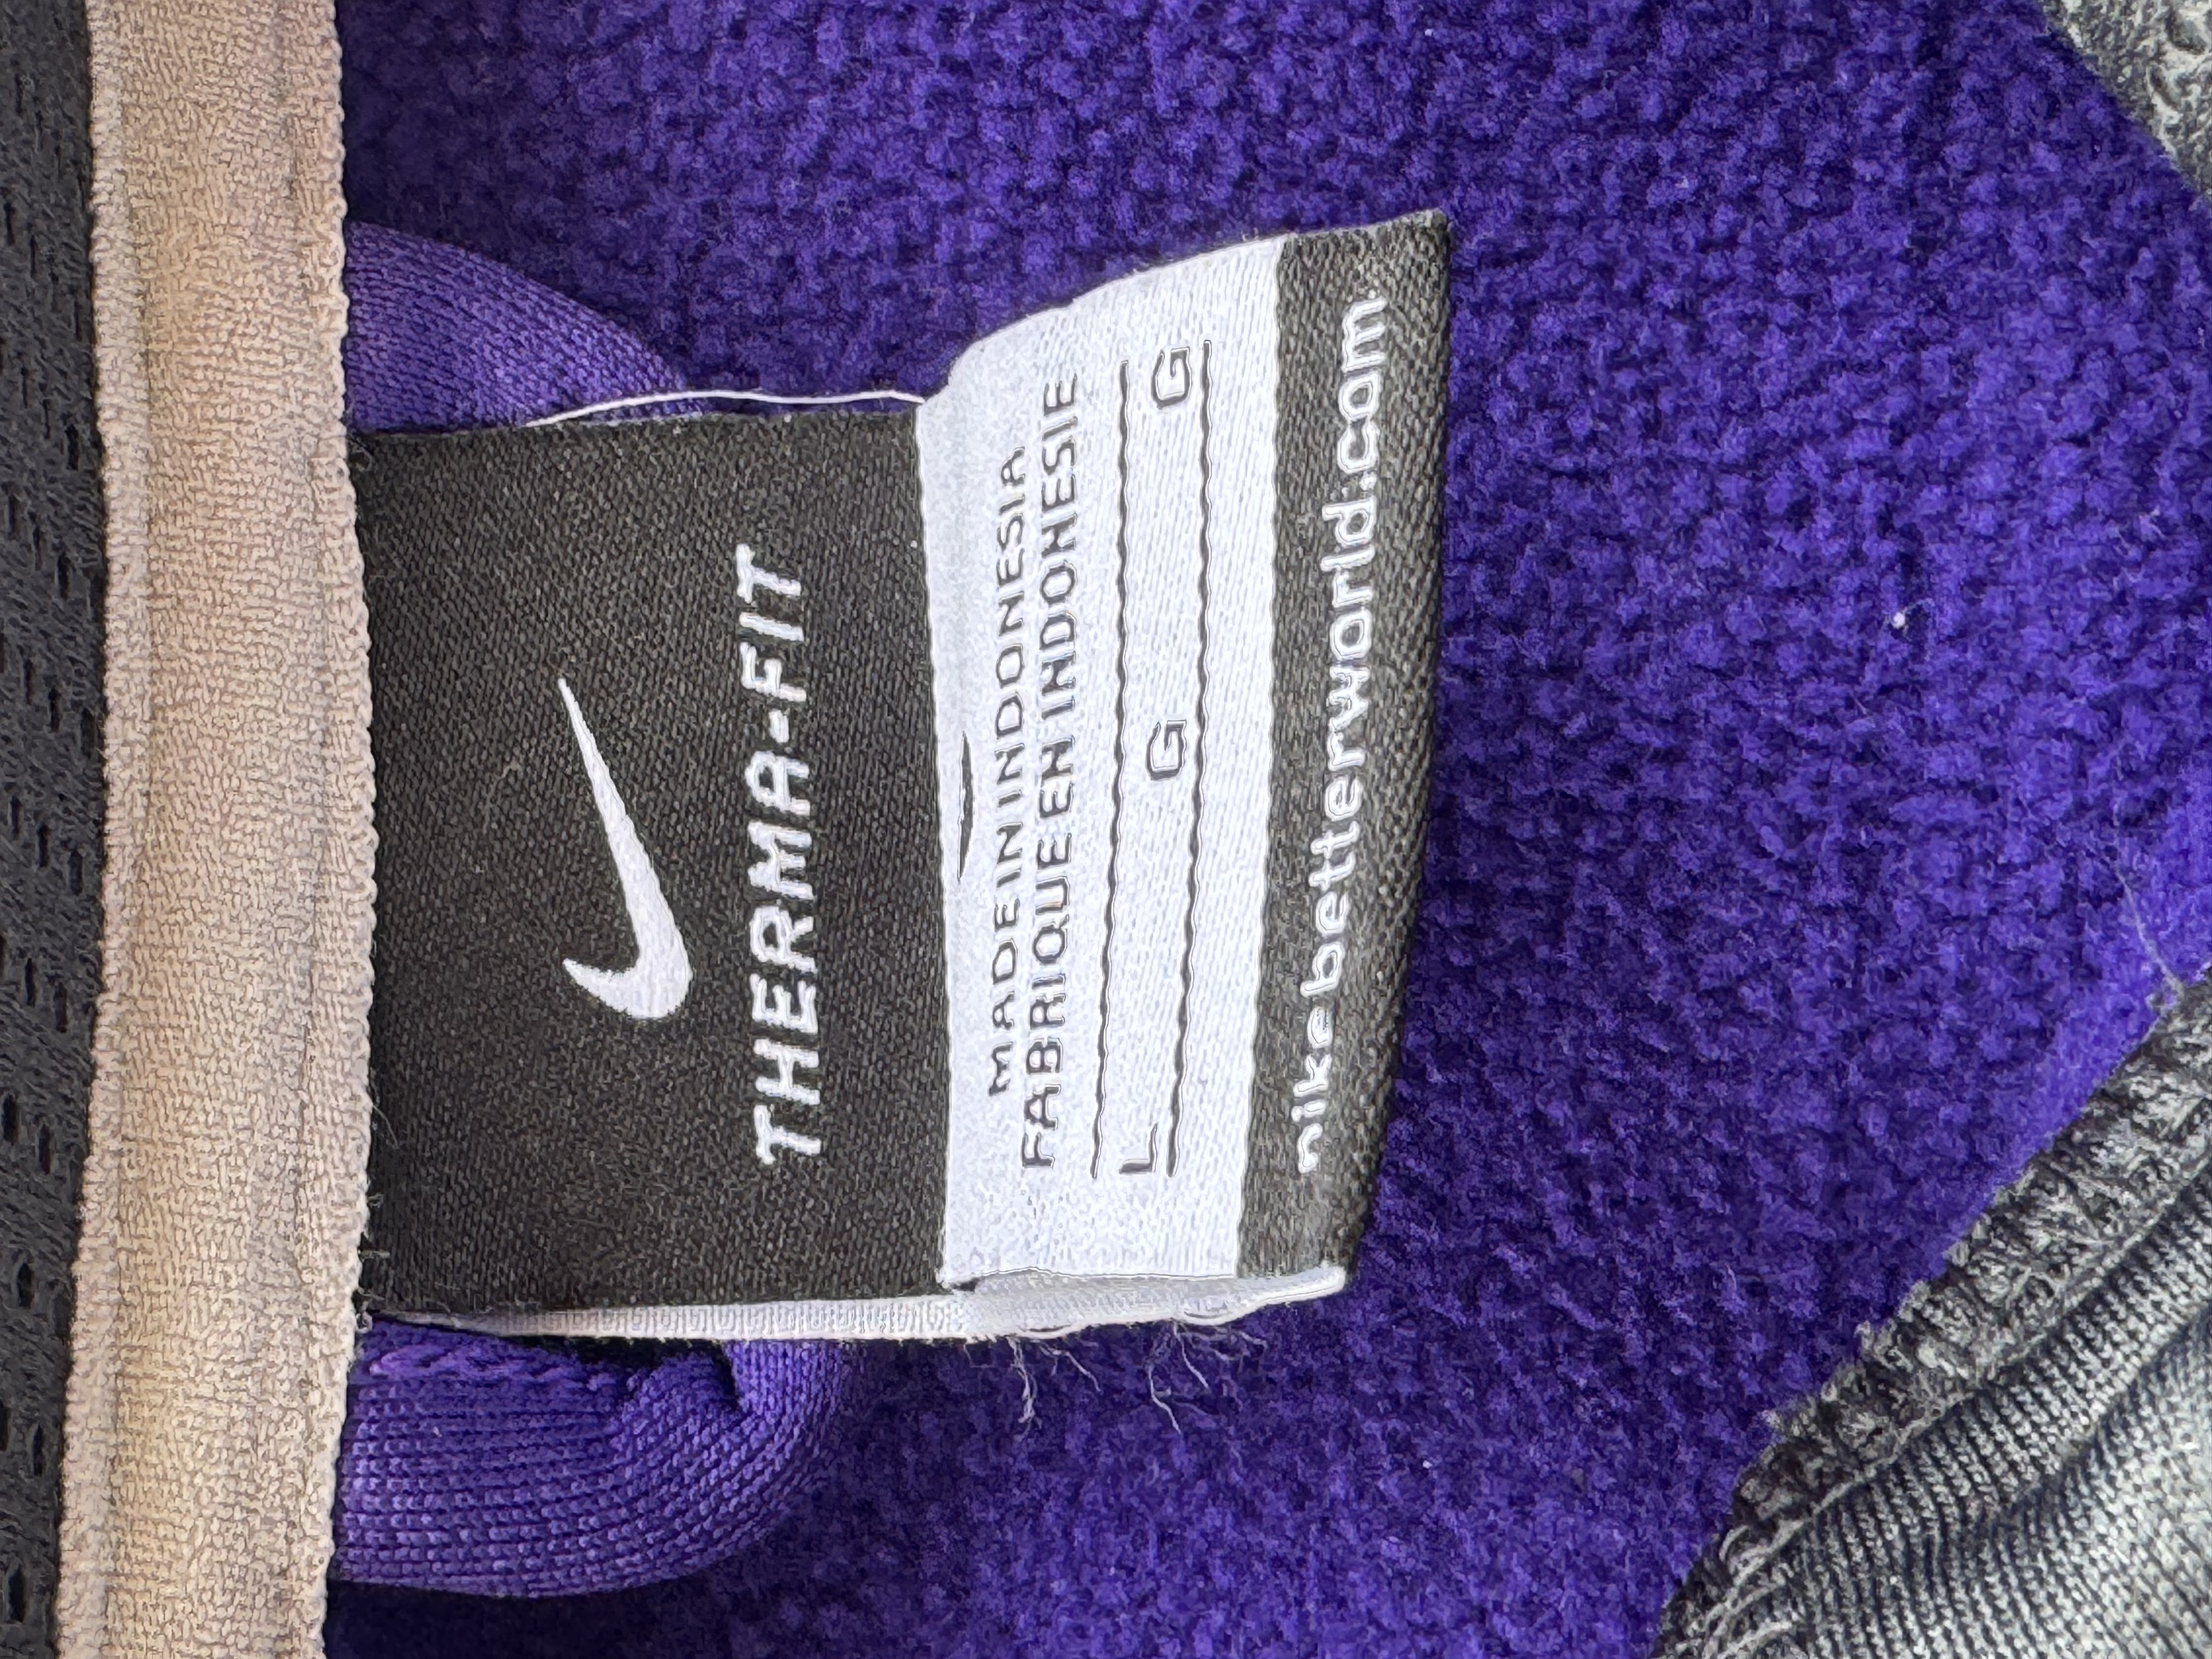 THERMA-FIT
MADE IN INDONESIA
FABRIQUE EN INDONESIE
L G G
nikebetterworld.com